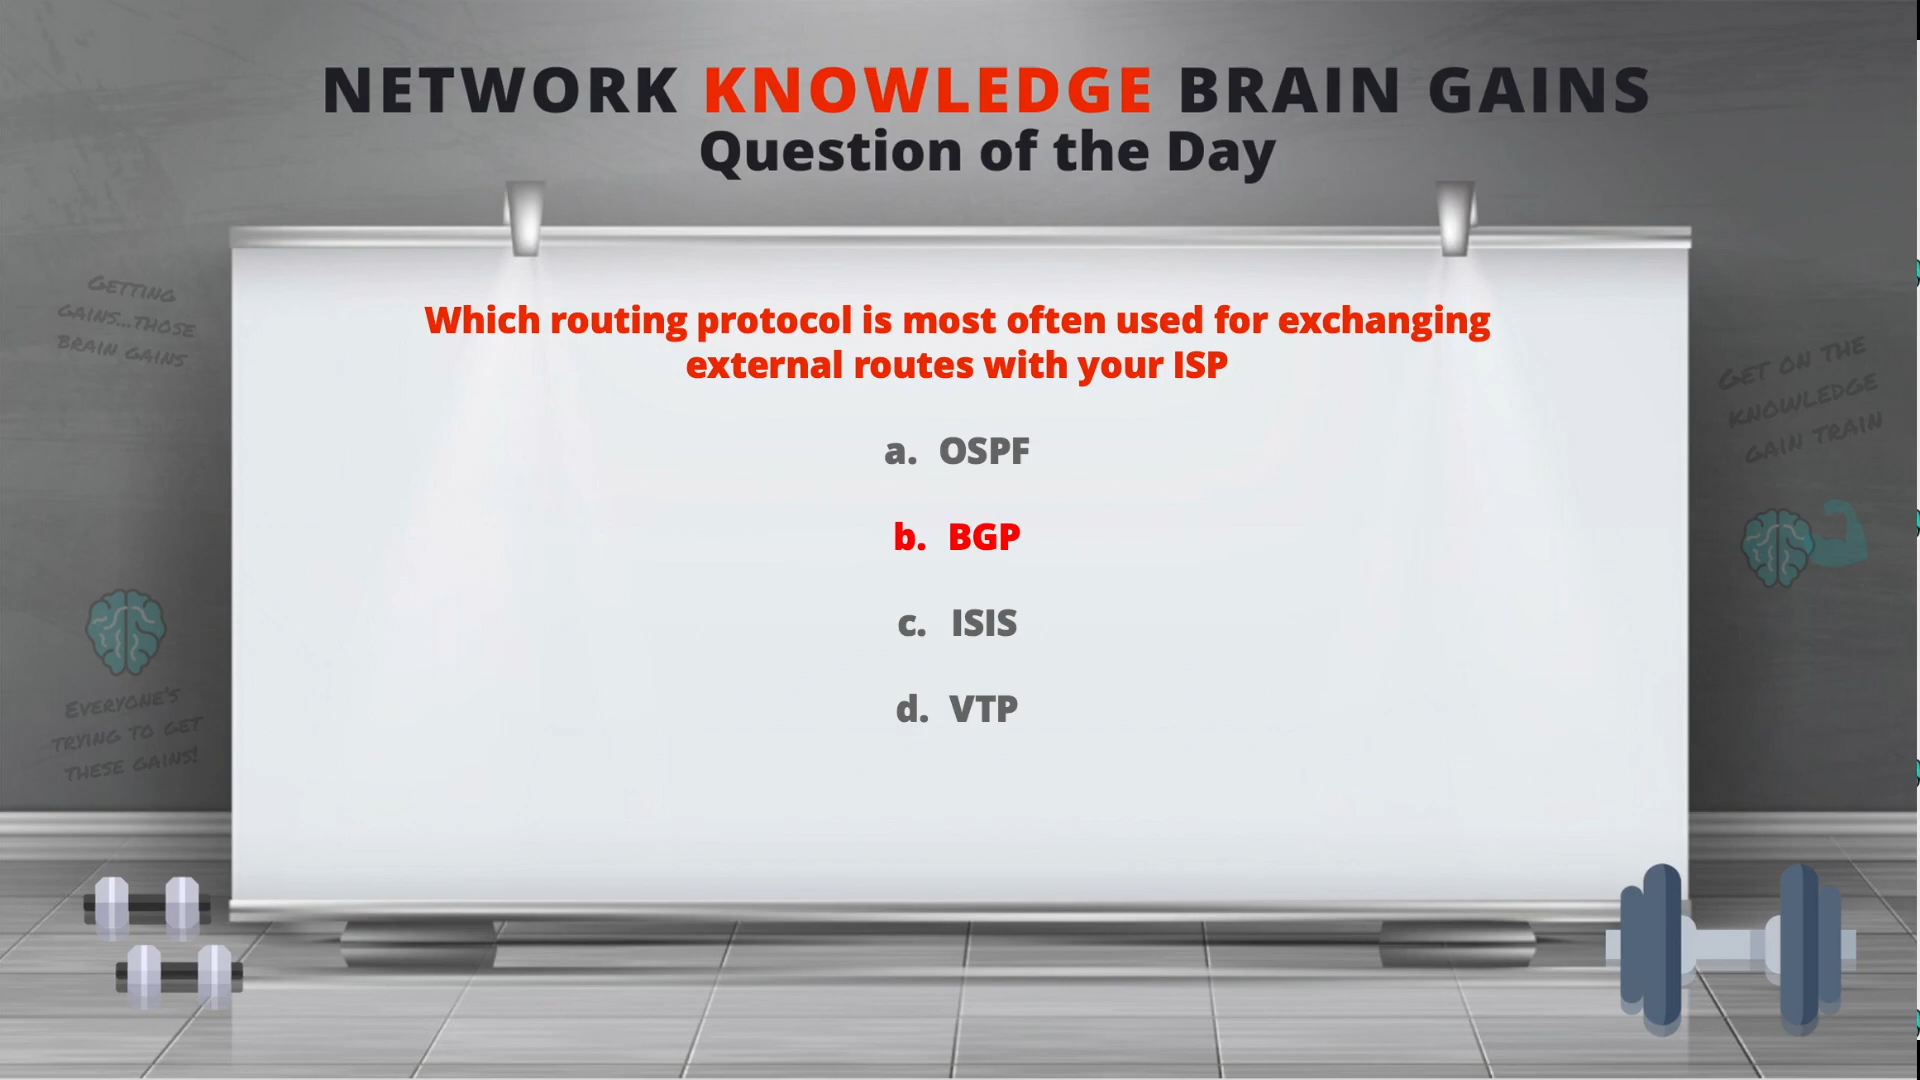 NETWORK KNOWLEDGE BRAIN GAINS
Question of the Day
GETTING
GAINS...THOSE
BRAIN GAINS
Which routing protocol is most often used for exchanging
external routes with your ISP
a. OSPF
b. BGP
c. ISIS
d. VTP
GET ON THE
KNOWLEDGE
GAIN TRAIN
EVERYONE'S
TRYING TO GET
THESE GAINS!